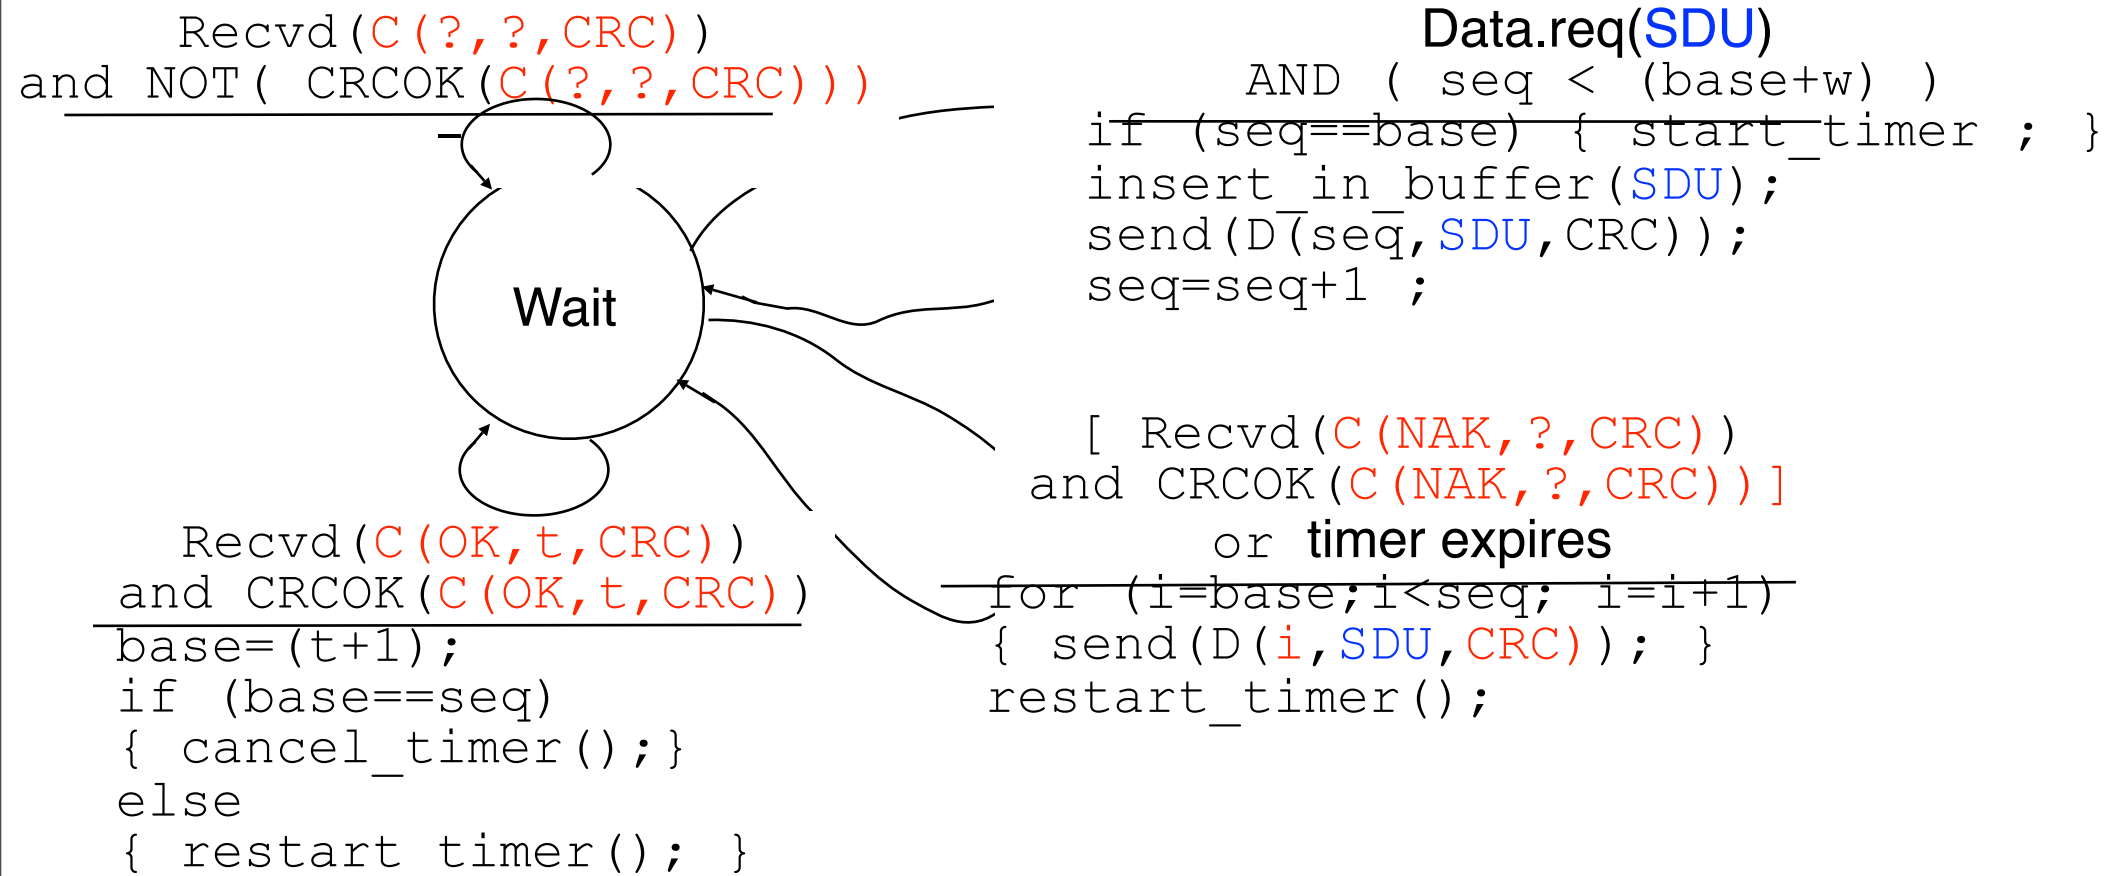 Recvd(C(?,?,CRC))
and NOT( CRCOK(C(?,?,CRC)))
-
Wait
Recvd(C(OK,t,CRC))
and CRCOK(C(OK,t,CRC))
base=(t+1);
if (base==seq)
{ cancel_timer();}
else
{ restart timer(); }
Data.req(SDU)
AND ( seq < (base+w) )
if (seq==base) { start_timer ; }
insert_in_buffer(SDU);
send(D(seq,SDU,CRC));
seq=seq+1 ;
[ Recvd(C(NAK,?,CRC))
and CRCOK(C(NAK,?,CRC))]
or timer expires
for (i=base;i<seq; i=i+1)
{ send(D(i,SDU,CRC)); }
restart_timer();